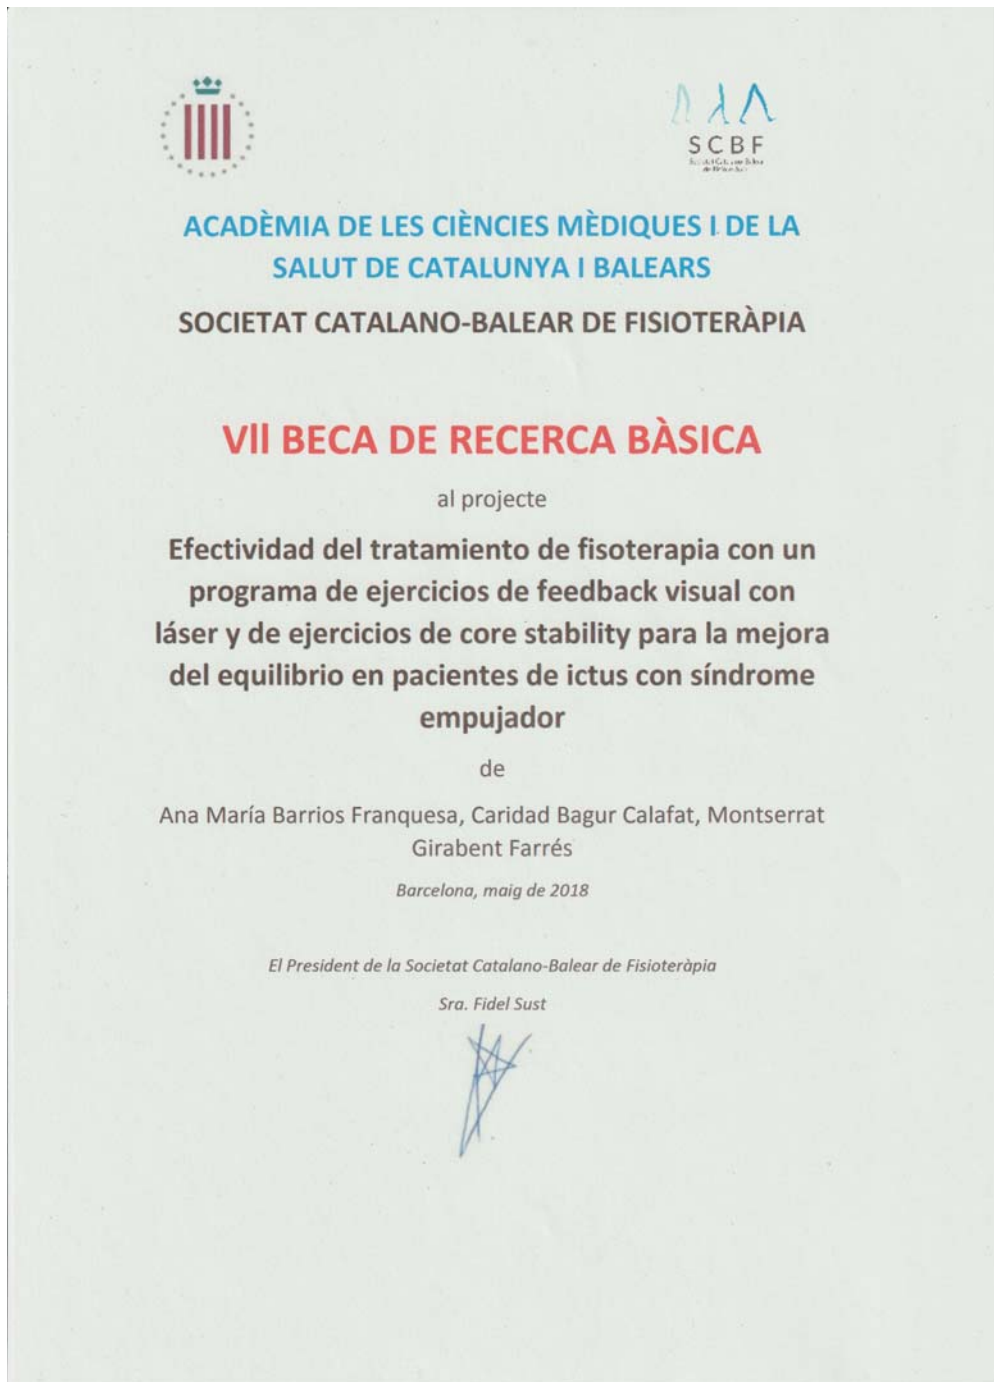 SCBF
ACADÈMIA DE LES CIÈNCIES MÈDIQUES I DE LA
SALUT DE CATALUNYA I BALEARS
SOCIETAT CATALANO-BALEAR DE FISIOTERÀPIA
VII BECA DE RECERCA BÀSICA
al projecte
Efectividad del tratamiento de fisoterapia con un
programa de ejercicios de feedback visual con
láser y de ejercicios de core stability para la mejora
del equilibrio en pacientes de ictus con síndrome
empujador
de
Ana María Barrios Franquesa, Caridad Bagur Calafat, Montserrat
Girabent Farrés
Barcelona, maig de 2018
El President de la Societat Catalano-Balear de Fisioteràpia
Sra. Fidel Sust